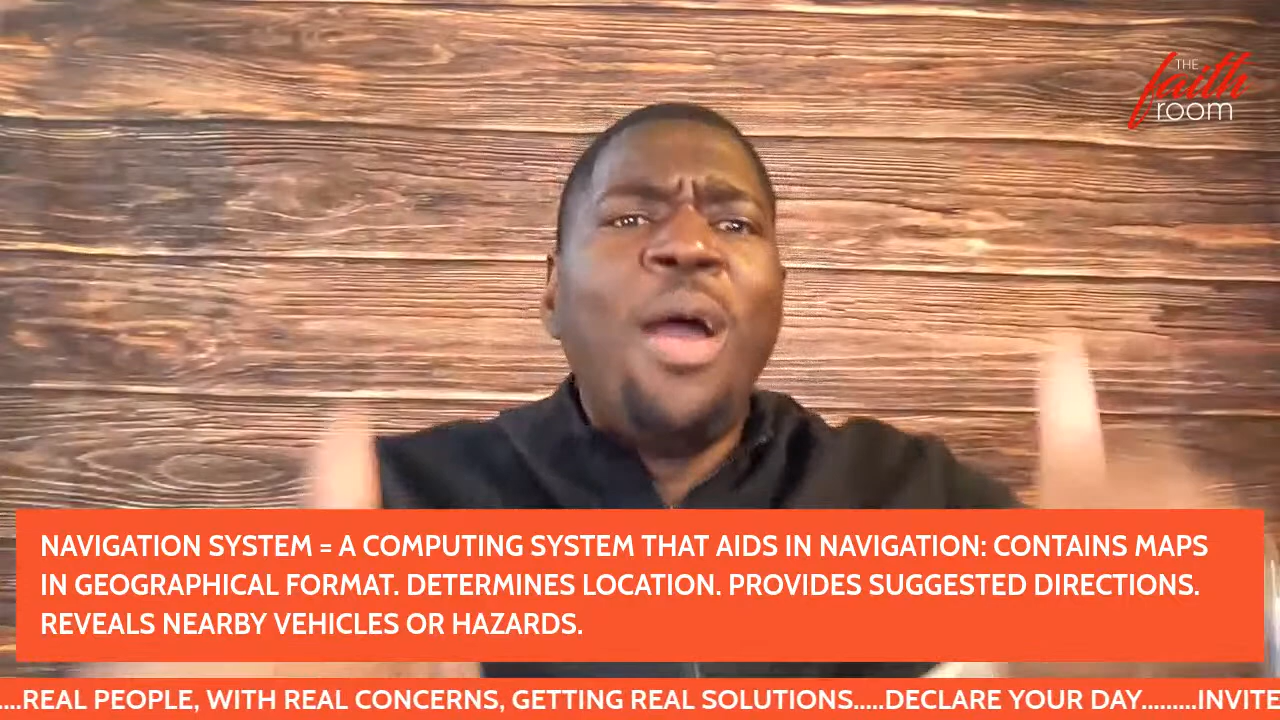 THE
faith
room
NAVIGATION SYSTEM = A COMPUTING SYSTEM THAT AIDS IN NAVIGATION: CONTAINS MAPS
IN GEOGRAPHICAL FORMAT. DETERMINES LOCATION. PROVIDES SUGGESTED DIRECTIONS.
REVEALS NEARBY VEHICLES OR HAZARDS.
....REAL PEOPLE, WITH REAL CONCERNS, GETTING REAL SOLUTIONS.....DECLARE YOUR DAY.........INVITE